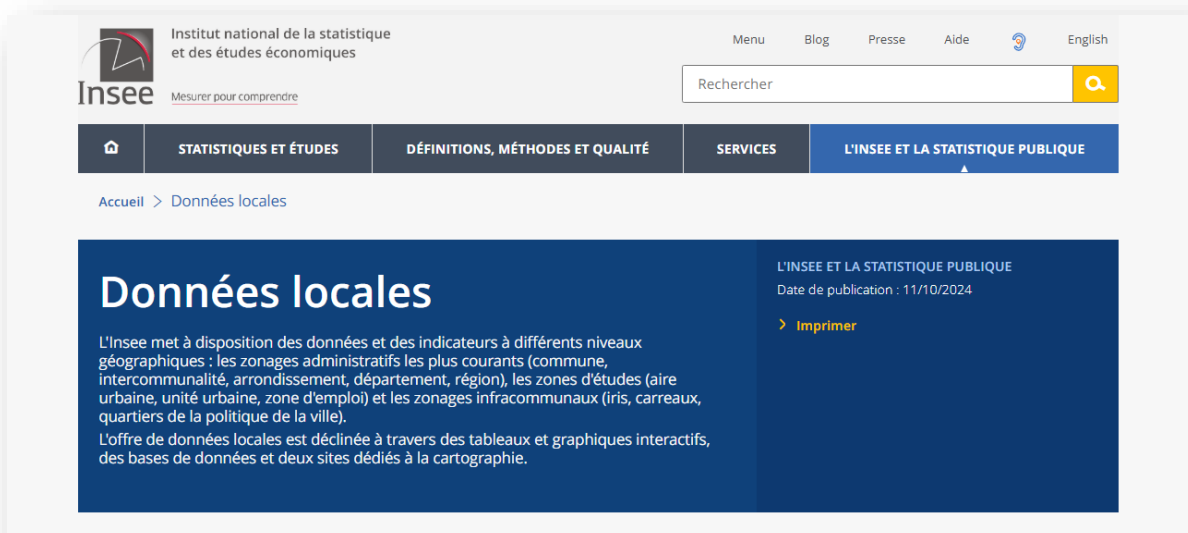 Institut national de la statistique
et des études économiques
Insee
Mesurer pour comprendre
Menu Blog Presse Aide English
Rechercher
STATISTIQUES ET ÉTUDES DÉFINITIONS, MÉTHODES ET QUALITÉ SERVICES L'INSEE ET LA STATISTIQUE PUBLIQUE
Accueil > Données locales
Données locales
L'Insee met à disposition des données et des indicateurs à différents niveaux
géographiques : les zonages administratifs les plus courants (commune,
intercommunalité, arrondissement, département, région), les zones d'études (aire
urbaine, unité urbaine, zone d'emploi) et les zonages infracommunaux (iris, carreaux,
quartiers de la politique de la ville).
L'offre de données locales est déclinée à travers des tableaux et graphiques interactifs,
des bases de données et deux sites dédiés à la cartographie.
L'INSEE ET LA STATISTIQUE PUBLIQUE
Date de publication : 11/10/2024
> Imprimer